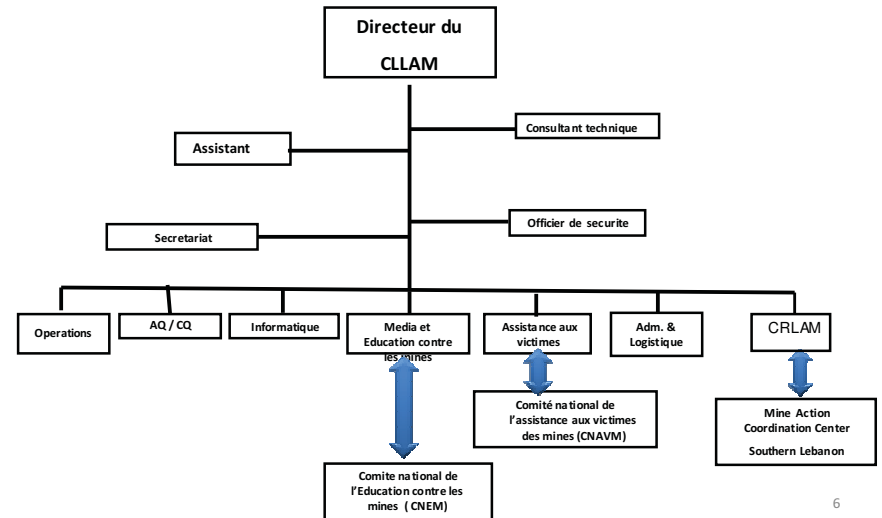 Directeur du
CLLAM
Consultant technique
Assistant
Officier de securite
Secretariat
Operations
AQ / CQ
Informatique
Media et
Education contre
les mines
Assistance aux
victimes
Adm. &
Logistique
CRLAM
Comité national de
l'assistance aux victimes
des mines (CNAVM)
Mine Action
Coordination Center
Southern Lebanon
Comite national de
l'Education contre les
mines ( CNEM)
6